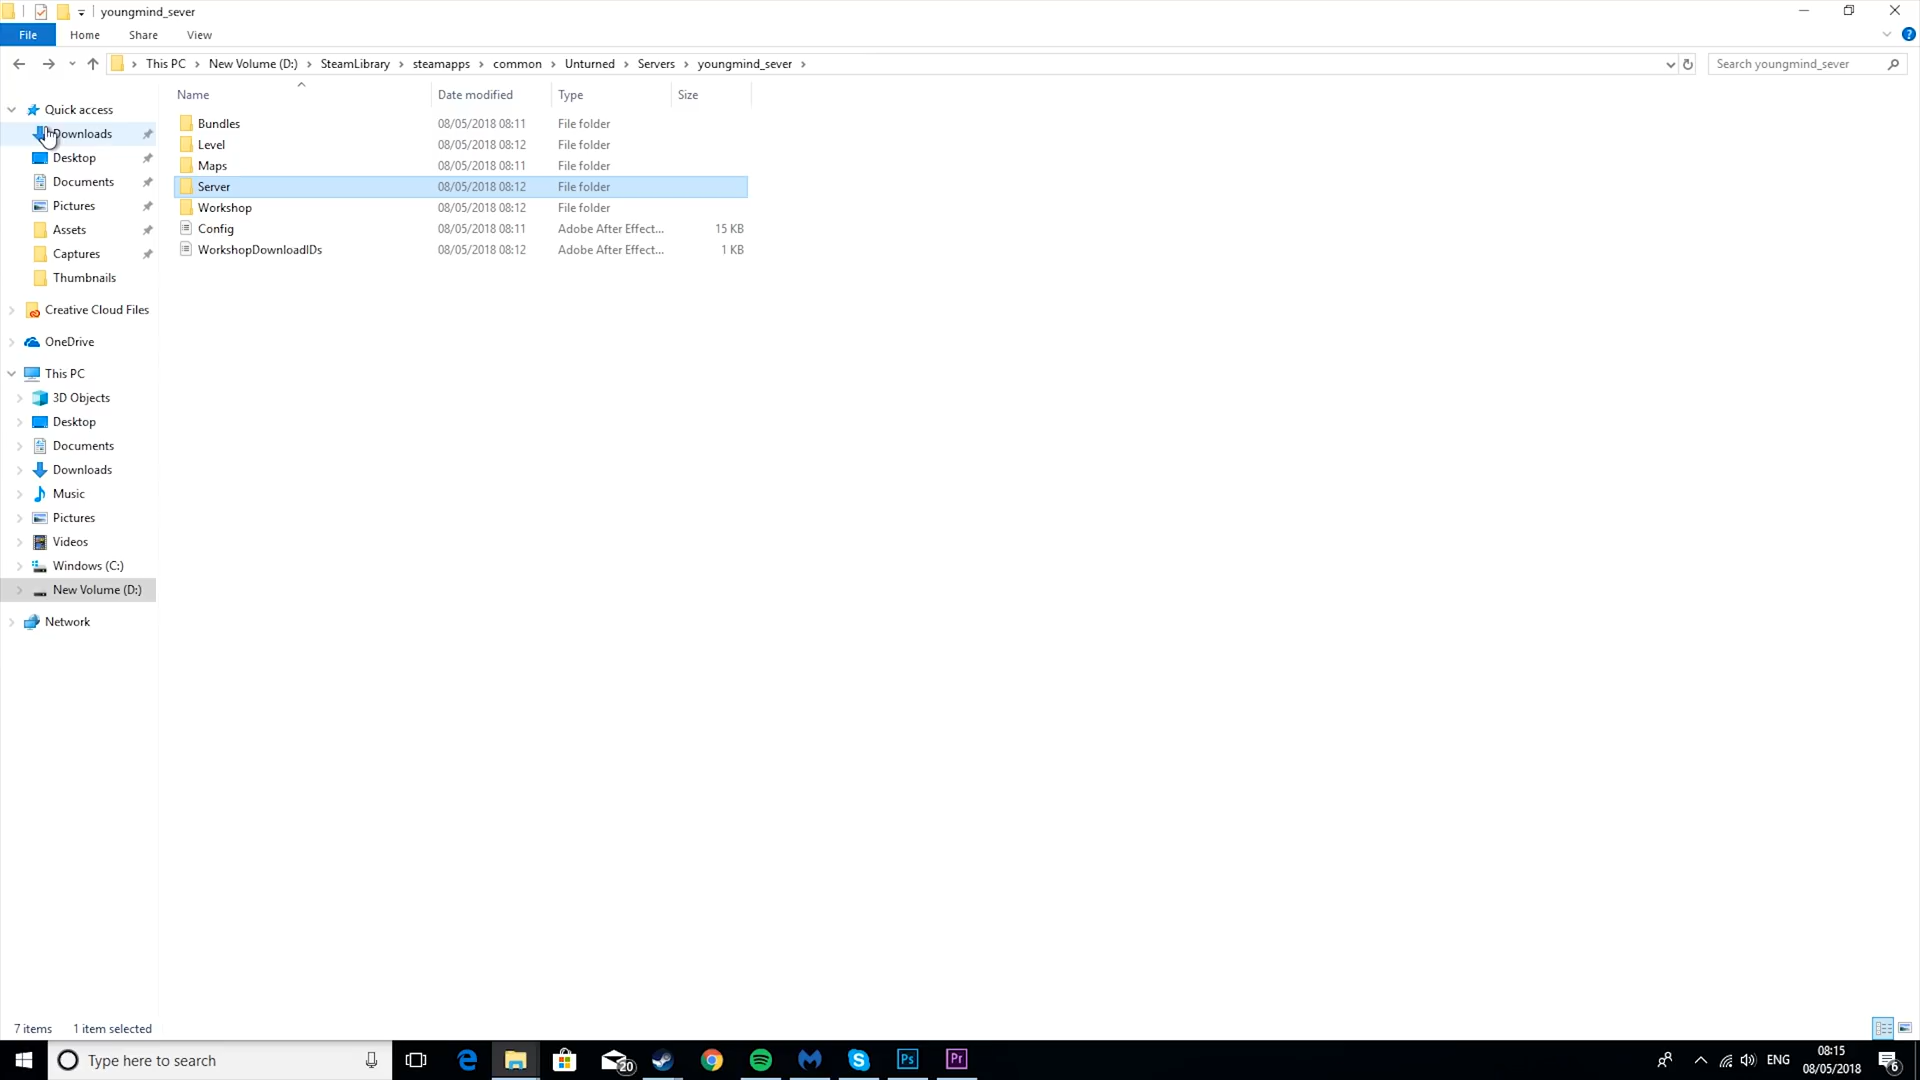 youngmind_sever
File Home Share View
This PC New Volume (D:) SteamLibrary steamapps common Unturned Servers youngmind_sever Search youngmind_sever
Name Date modified Type Size
Quick access
Downloads
Desktop
Documents
Pictures
Assets
Captures
Thumbnails
Creative Cloud Files
OneDrive
This PC
3D Objects
Desktop
Documents
Downloads
Music
Pictures
Videos
Windows (C:)
New Volume (D:)
Network
Bundles 08/05/2018 08:11 File folder
Level 08/05/2018 08:12 File folder
Maps 08/05/2018 08:11 File folder
Server 08/05/2018 08:12 File folder
Workshop 08/05/2018 08:12 File folder
Config 08/05/2018 08:11 Adobe After Effect... 15 KB
WorkshopDownloadIDs 08/05/2018 08:12 Adobe After Effect... 1 KB
7 items 1 item selected
Type here to search
20
Ps
Pr
ENG
08:15
08/05/2018
6